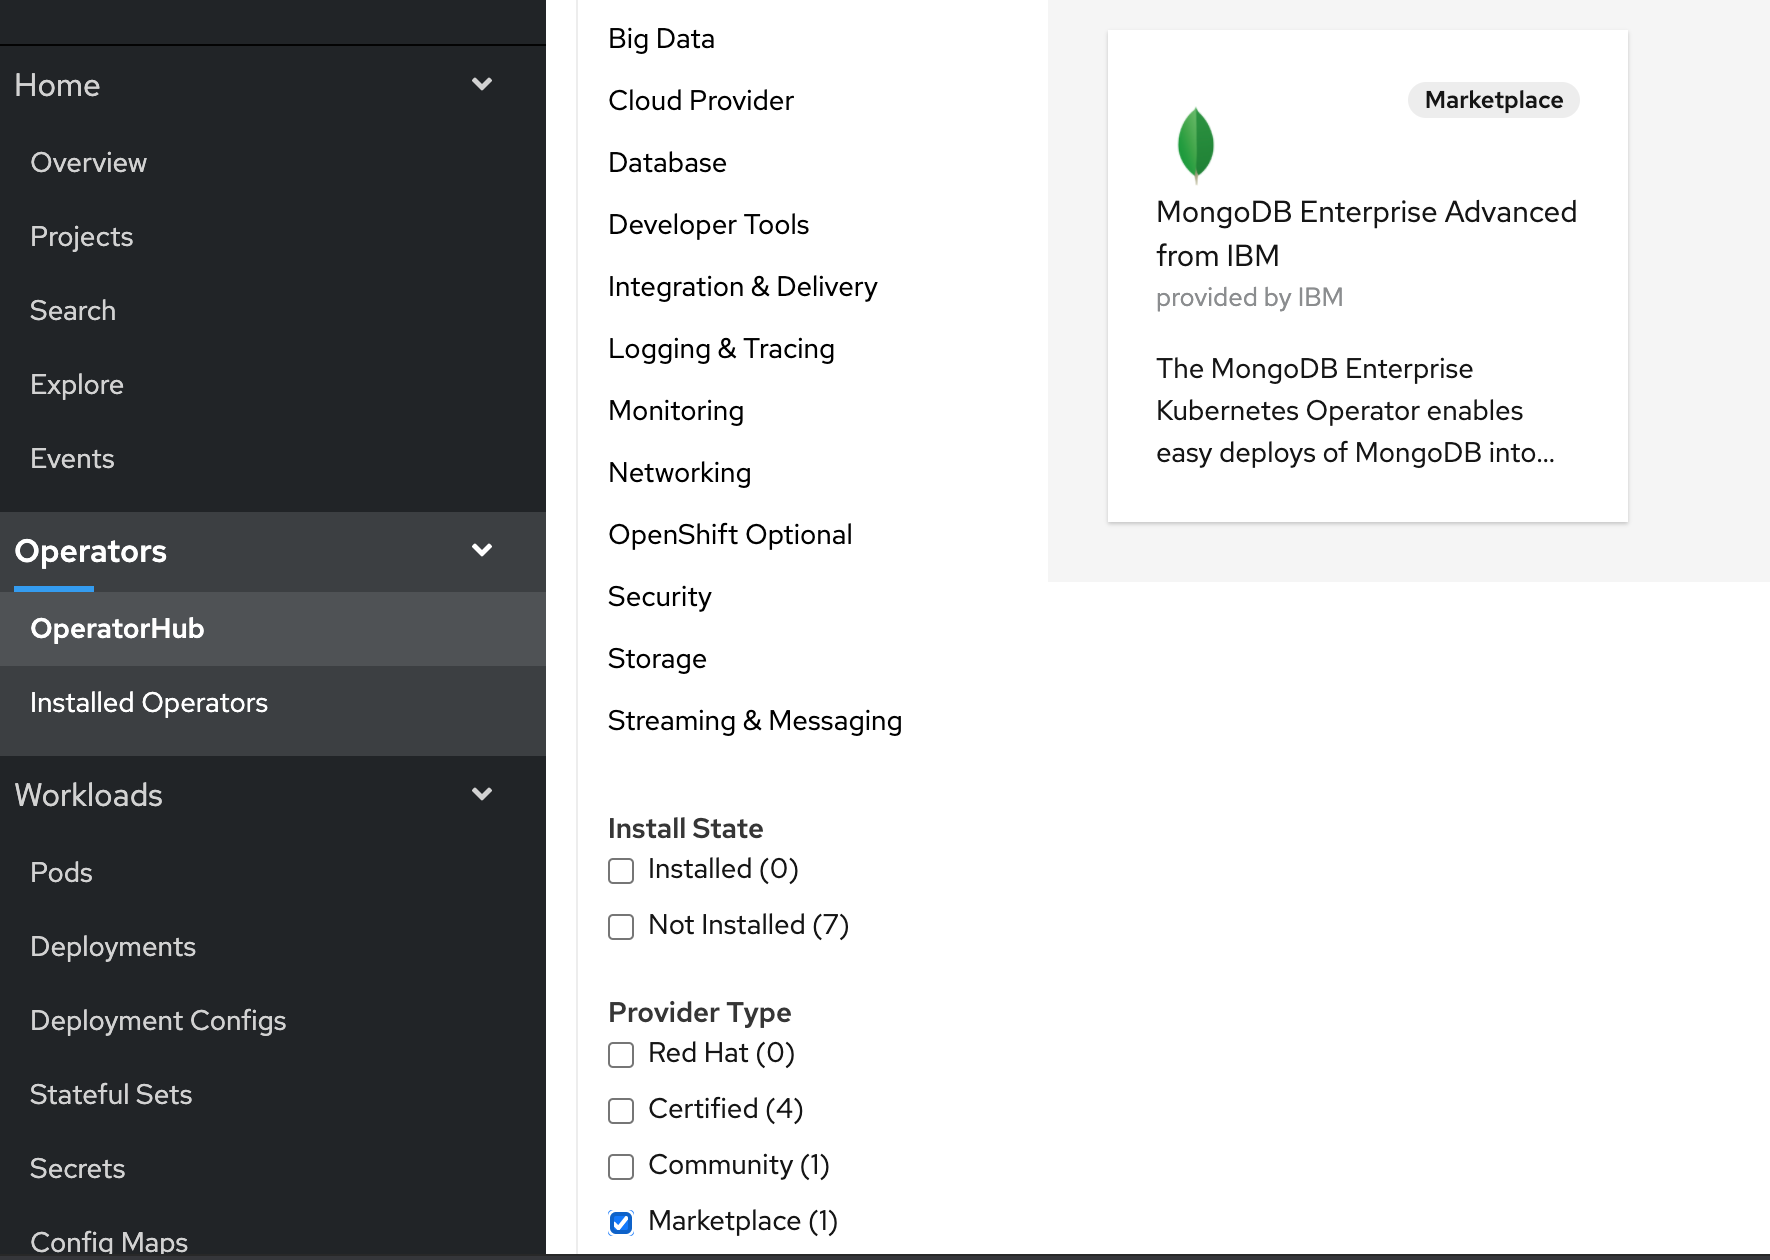 Home
Overview
Projects
Search
Explore
Events
Operators
OperatorHub
Installed Operators
Workloads
Pods
Deployments
Deployment Configs
Stateful Sets
Secrets
Config Maps
Big Data
Cloud Provider
Database
Developer Tools
Integration & Delivery
Logging & Tracing
Monitoring
Networking
OpenShift Optional
Security
Storage
Streaming & Messaging
Install State
Installed (0)
Not Installed (7)
Provider Type
Red Hat (0)
Certified (4)
Community (1)
Marketplace (1)
Marketplace
MongoDB Enterprise Advanced
from IBM
provided by IBM
The MongoDB Enterprise
Kubernetes Operator enables
easy deploys of MongoDB into...